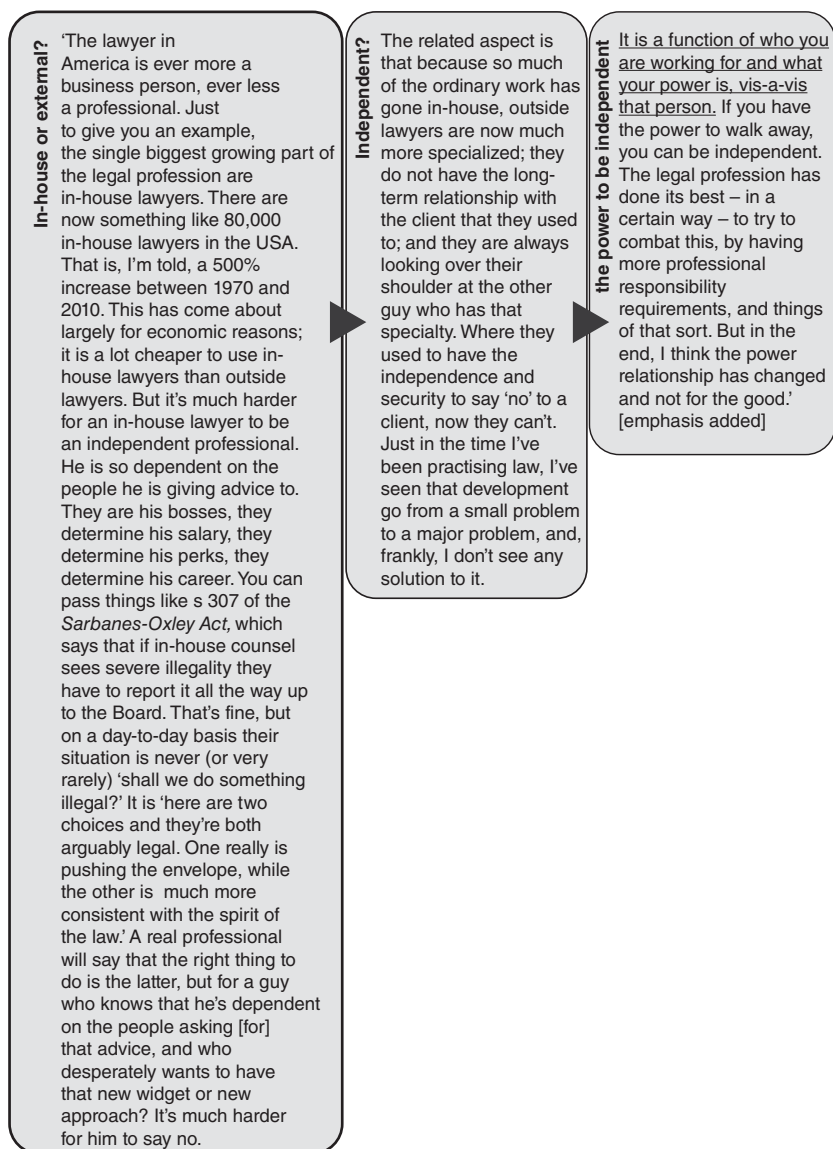 In-house or external?
‘The lawyer in
America is ever more a
business person, ever less
a professional. Just
to give you an example,
the single biggest growing part of
the legal profession are
in-house lawyers. There are
now something like 80,000
in-house lawyers in the USA.
That is, I’m told, a 500%
increase between 1970 and
2010. This has come about
largely for economic reasons;
it is a lot cheaper to use in-
house lawyers than outside
lawyers. But it’s much harder
for an in-house lawyer to be
an independent professional.
He is so dependent on the
people he is giving advice to.
They are his bosses, they
determine his salary, they
determine his perks, they
determine his career. You can
pass things like s 307 of the
Sarbanes-Oxley Act, which
says that if in-house counsel
sees severe illegality they
have to report it all the way up
to the Board. That’s fine, but
on a day-to-day basis their
situation is never (or very
rarely) ‘shall we do something
illegal?’ It is ‘here are two
choices and they’re both
arguably legal. One really is
pushing the envelope, while
the other is much more
consistent with the spirit of
the law.’ A real professional
will say that the right thing to
do is the latter, but for a guy
who knows that he’s dependent
on the people asking [for]
that advice, and who
desperately wants to have
that new widget or new
approach? It’s much harder
for him to say no.
Independent?
The related aspect is
that because so much
of the ordinary work has
gone in-house, outside
lawyers are now much
more specialized; they
do not have the long-
term relationship with
the client that they used
to; and they are always
looking over their
shoulder at the other
guy who has that
specialty. Where they
used to have the
independence and
security to say ‘no’ to a
client, now they can’t.
Just in the time I’ve
been practising law, I’ve
seen that development
go from a small problem
to a major problem, and,
frankly, I don’t see any
solution to it.
the power to be independent
It is a function of who you
are working for and what
your power is, vis-a-vis
that person. If you have
the power to walk away,
you can be independent.
The legal profession has
done its best – in a
certain way – to try to
combat this, by having
more professional
responsibility
requirements, and things
of that sort. But in the
end, I think the power
relationship has changed
and not for the good.’
[emphasis added]